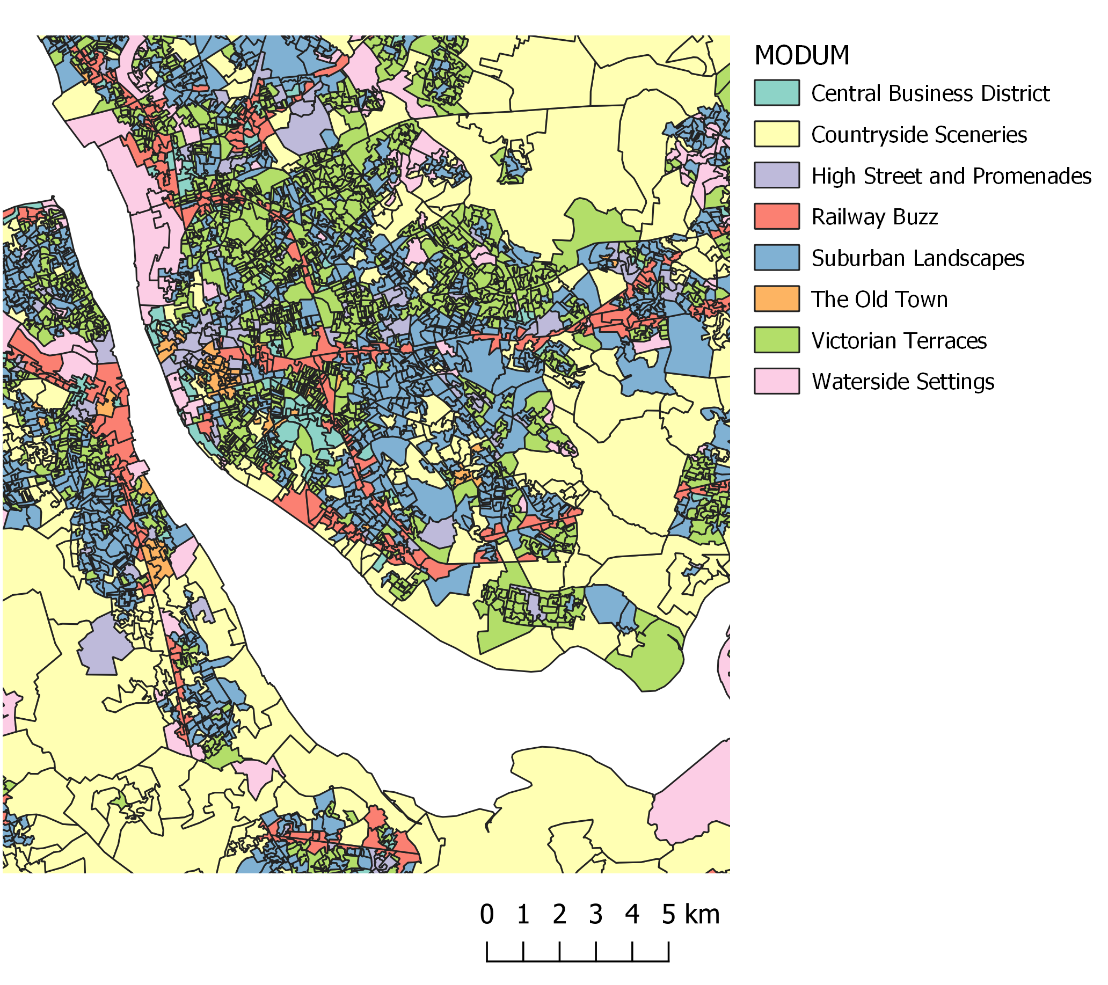 MODUM
Central Business District
Countryside Sceneries
High Street and Promenades
Railway Buzz
Suburban Landscapes
The Old Town
Victorian Terraces
Waterside Settings
0 1 2 3 4 5 km